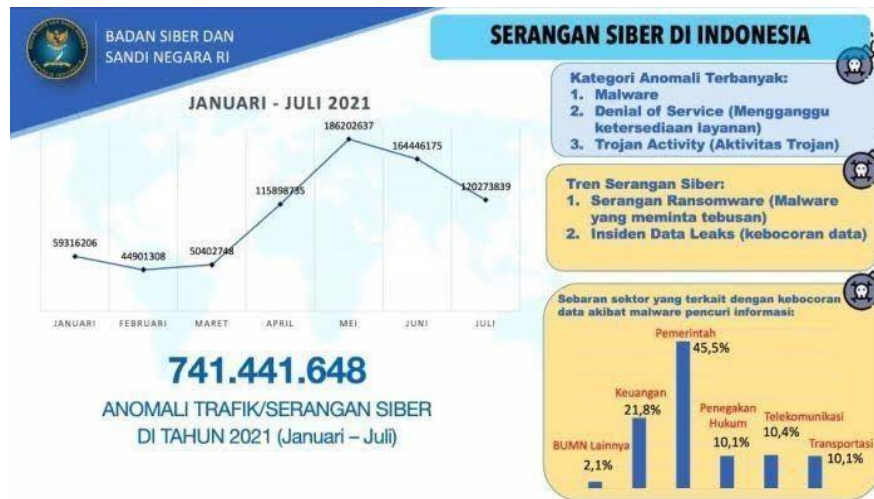 BADAN SIBER DAN
SANDI NEGARA RI
SERANGAN SIBER DI INDONESIA
JANUARI - JULI 2021
59316206
44901308
50402748
115898735
186202637
164446175
120273839
JANUARI
FEBRUARI
MARET
APRIL
MEI
JUNI
JULI
741.441.648
ANOMALI TRAFIK/SERANGAN SIBER
DI TAHUN 2021 (Januari – Juli)
Kategori Anomali Terbanyak:
1. Malware
2. Denial of Service (Mengganggu
ketersediaan layanan)
3. Trojan Activity (Aktivitas Trojan)
Tren Serangan Siber:
1. Serangan Ransomware (Malware
yang meminta tebusan)
2. Insiden Data Leaks (kebocoran data)
Sebaran sektor yang terkait dengan kebocoran
data akibat malware pencuri informasi:
BUMN Lainnya
2,1%
Keuangan
21,8%
Pemerintah
45,5%
Penegakan
Hukum
10,1%
Telekomunikasi
10,4%
Transportasi
10,1%